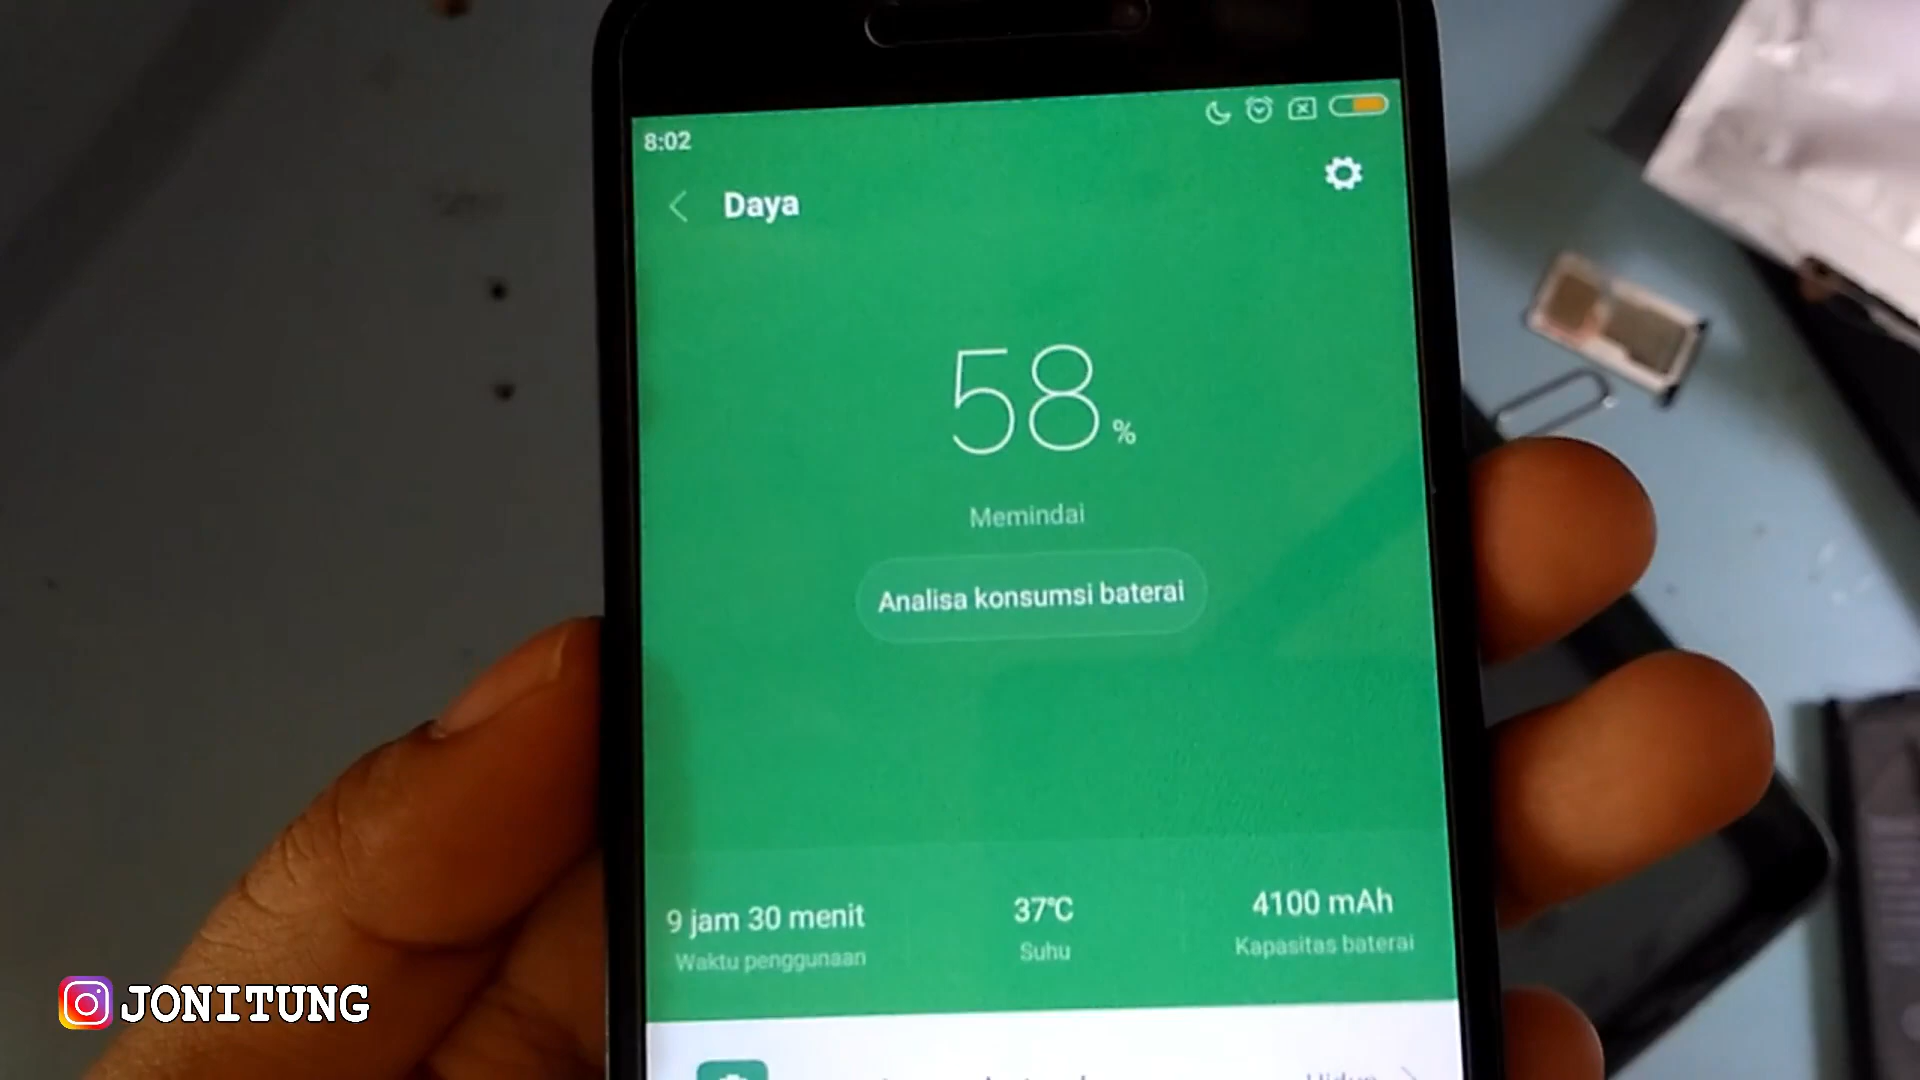 8:02
Daya
58 %
Memindai
Analisa konsumsi baterai
9 jam 30 menit
Waktu penggunaan
37°C
Suhu
4100 mAh
Kapasitas baterai
JONITUNG